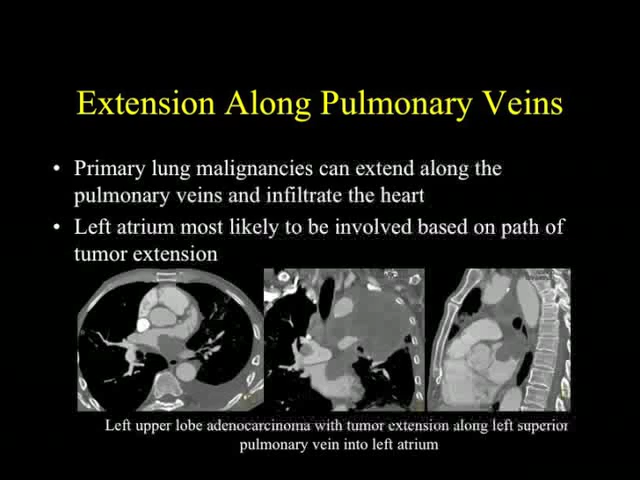 Extension Along Pulmonary Veins
• Primary lung malignancies can extend along the
pulmonary veins and infiltrate the heart
• Left atrium most likely to be involved based on path of
tumor extension
Left upper lobe adenocarcinoma with tumor extension along left superior
pulmonary vein into left atrium